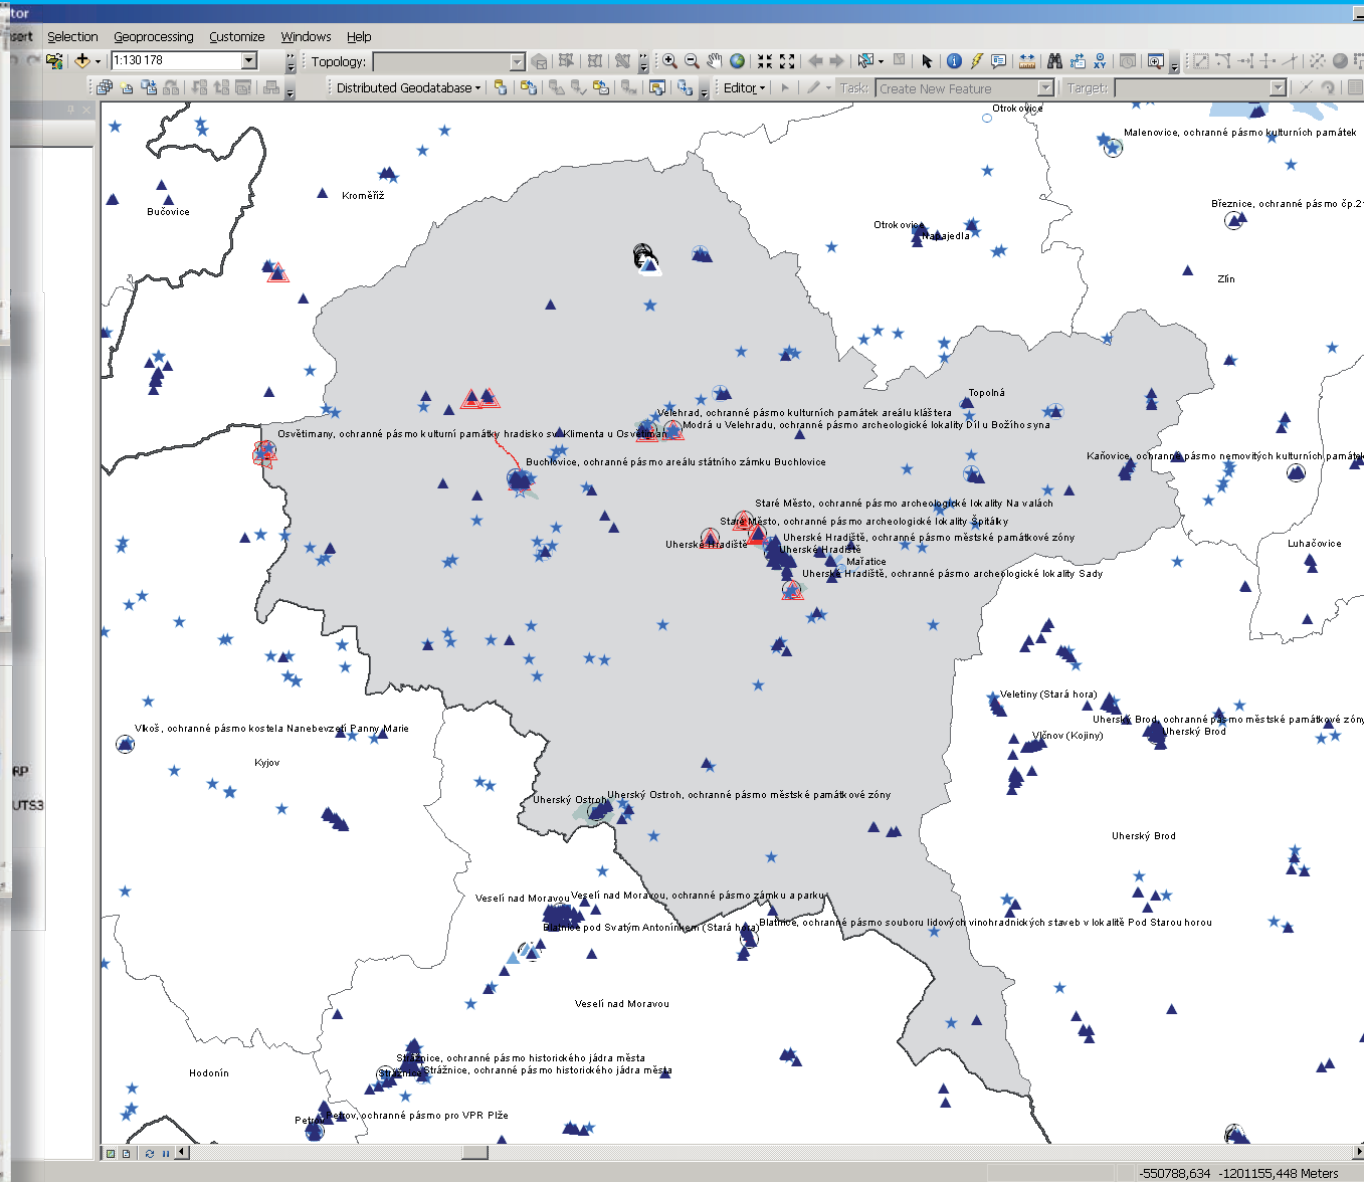 tor
sert Selection Geoprocessing Customize Windows Help
1:130 178 Topology:
Distributed Geodatabase Editor Task: Create New Feature Target:
Otrokovice
Malenovice, ochranné pásmo kulturních památek
Kroměříž
Bučovice
Březnice, ochranné pásmo čp.21
Otrokovice
Napajedla
Zlín
Topolná
Velehrad, ochranné pásmo kulturních památek areálu kláštera
Modrá u Velehradu, ochranné pásmo archeologické lokality Díl u Božího syna
Osvětimany, ochranné pásmo kulturní památky hradisko sv. Klimenta u Osvětiman
Buchlovice, ochranné pásmo areálu státního zámku Buchlovice
Kaňovice, ochranné pásmo nemovitých kulturních památek
Staré Město, ochranné pásmo archeologické lokality Na valách
Staré Město, ochranné pásmo archeologické lokality Špitálky
Uherské Hradiště, ochranné pásmo městské památkové zóny
Uherské Hradiště
Uherské Hradiště
Luhačovice
Mařatice
Uherské Hradiště, ochranné pásmo archeologické lokality Sady
Veletiny (Stará hora)
Uherský Brod, ochranné pásmo městské památkové zóny
Vlkoš, ochranné pásmo kostela Nanebevzetí Panny Marie
Uherský Brod
Vlčnov (Kojiny)
Kyjov
RP
UTS3
Uherský Ostroh, ochranné pásmo městské památkové zóny
Uherský Ostroh
Uherský Brod
Veselí nad Moravou, ochranné pásmo zámku a parku
Veselí nad Moravou
Blatnice, ochranné pásmo souboru lidových vinohradnických staveb v lokalitě Pod Starou horou
Blatnice pod Svatým Antonínkem (Stará hora)
Veselí nad Moravou
Strážnice, ochranné pásmo historického jádra města
Strážnice, ochranné pásmo historického jádra města
Strážnice
Hodonín
Petrov, ochranné pásmo pro VPR Plže
Petrov
-550788,634 -1201155,448 Meters